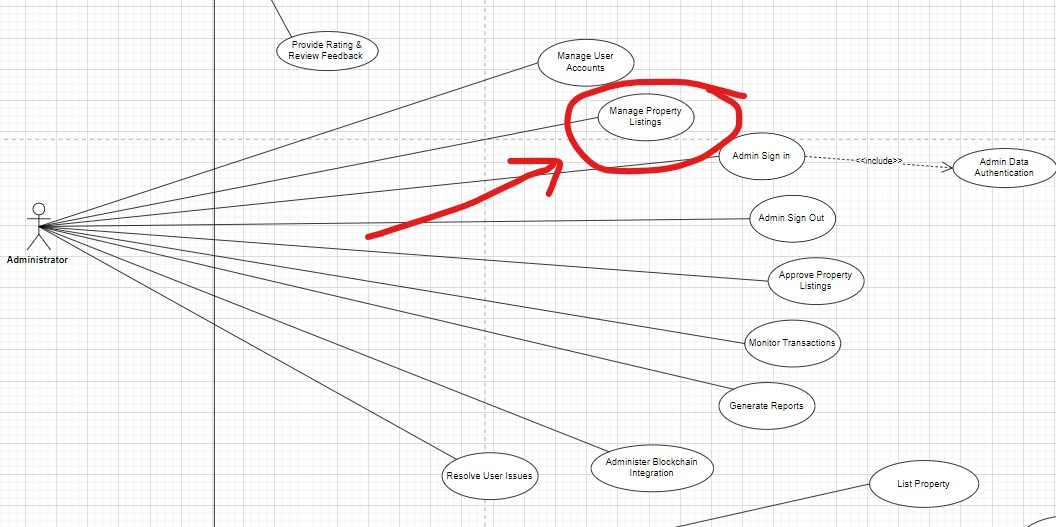 Provide Rating &
Review Feedback
Manage User
Accounts
Manage Property
Listings
Admin Sign in
<<include>>
Admin Data
Authentication
Admin Sign Out
Administrator
Approve Property
Listings
Monitor Transactions
Generate Reports
Administer Blockchain
Integration
Resolve User Issues
List Property